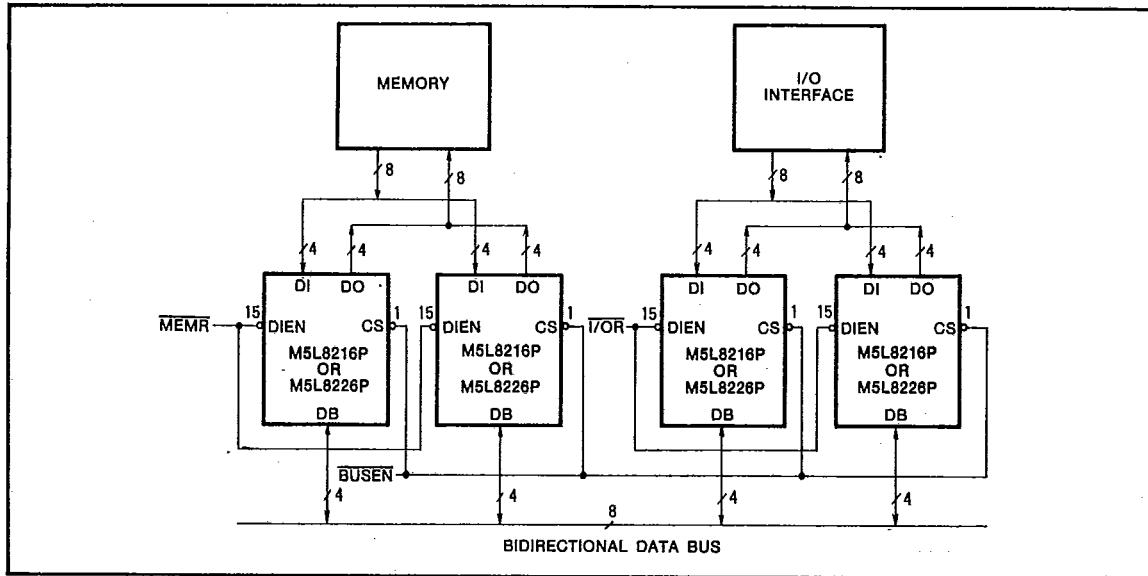 MEMORY
I/O
INTERFACE
8
8
8
8
4
4
4
4
4
4
4
4
DI DO
DI DO
DI DO
DI DO
MEMR
15
DIEN
CS
1
15
DIEN
CS
1
I/OR
15
DIEN
CS
1
15
DIEN
CS
1
M5L8216P
OR
M5L8226P
M5L8216P
OR
M5L8226P
M5L8216P
OR
M5L8226P
M5L8216P
OR
M5L8226P
DB
DB
DB
DB
BUSEN
4
4
4
4
8
BIDIRECTIONAL DATA BUS